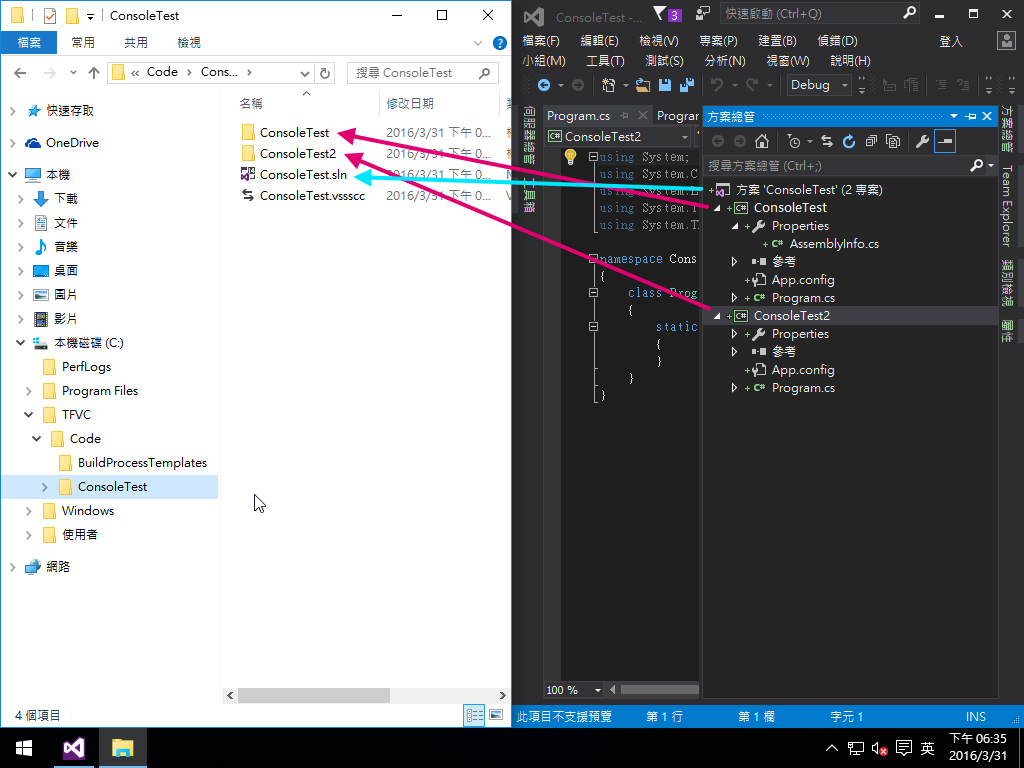 ConsoleTest
檔案 常用 共用 檢視
« Code › Cons... ›
搜尋 ConsoleTest
快速存取
OneDrive
本機
下載
文件
音樂
桌面
圖片
影片
本機磁碟 (C:)
PerfLogs
Program Files
TFVC
Code
BuildProcessTemplates
ConsoleTest
Windows
使用者
網路
名稱 修改日期
ConsoleTest 2016/3/31 下午 0...
ConsoleTest2 2016/3/31 下午 0...
ConsoleTest.sln 2016/3/31 下午 0...
ConsoleTest.vssscc 2016/3/31 下午 0...
4 個項目
ConsoleTest -...
3
快速啟動 (Ctrl+Q)
檔案(F) 編輯(E) 檢視(V) 專案(P) 建置(B) 偵錯(D) 登入
小組(M) 工具(T) 測試(S) 分析(N) 視窗(W) 說明(H)
Debug
伺服器總管
工具箱
Program.cs
ConsoleTest2
using System;
using System.C
using System.L
using System.T
using System.T
namespace Cons
{
class Prog
{
static
{
}
}
}
100 %
方案總管
搜尋方案總管 (Ctrl+;)
方案 'ConsoleTest' (2 專案)
ConsoleTest
Properties
AssemblyInfo.cs
參考
App.config
Program.cs
ConsoleTest2
Properties
參考
App.config
Program.cs
方案總管
Team Explorer
類別檢視
屬性
此項目不支援預覽 第 1 行 第 1 欄 字元 1 INS
英
下午 06:35
2016/3/31